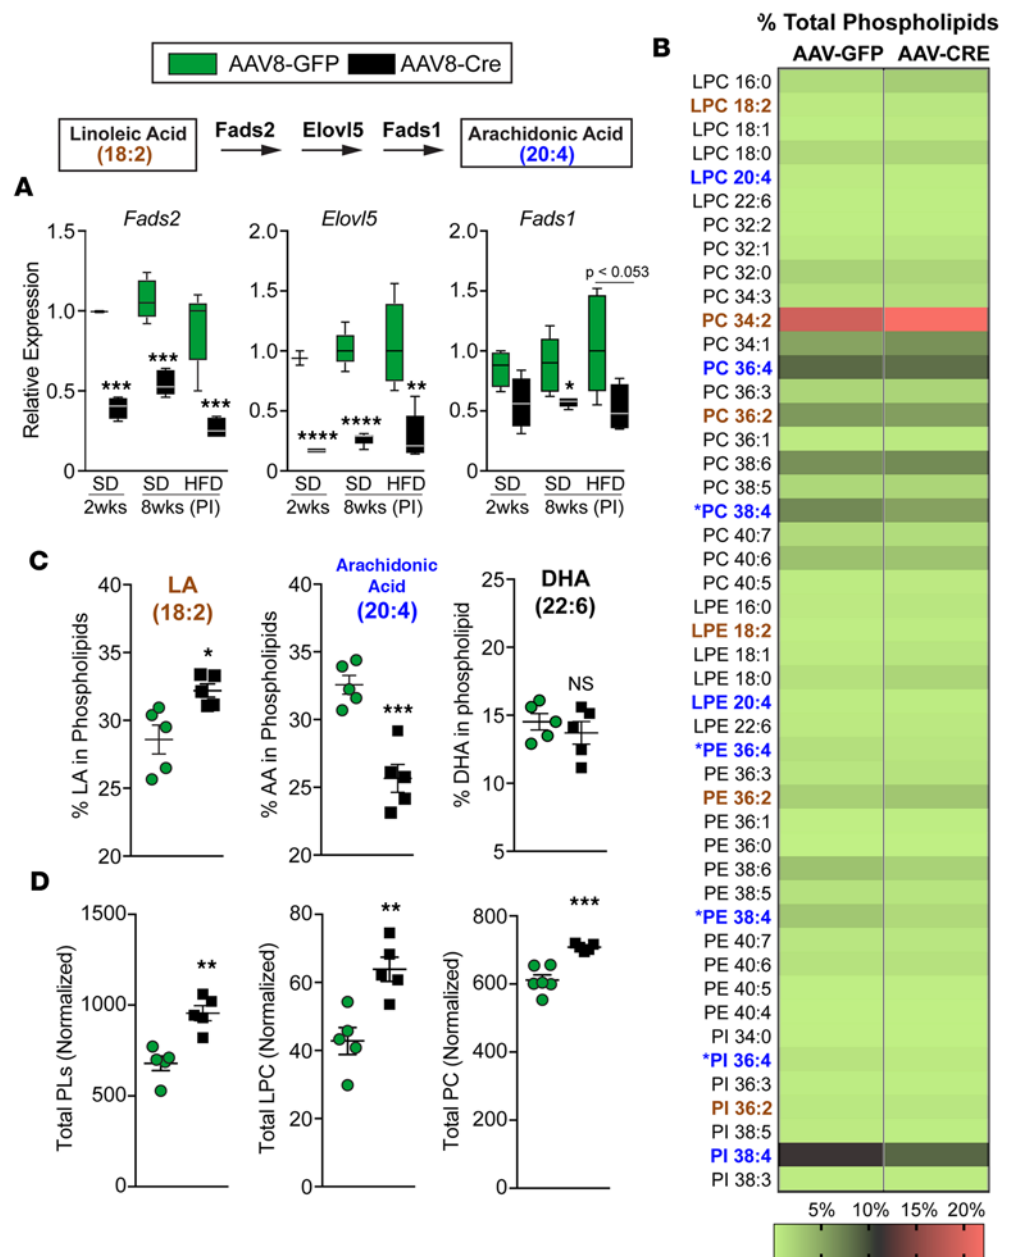 AAV8-GFP AAV8-Cre
Linoleic Acid
(18:2)
Fads2 Elovl5 Fads1
Arachidonic Acid
(20:4)
A
Fads2 Elovl5 Fads1
Relative Expression
1.5
1.0
0.5
0
2.0
1.5
1.0
0.5
0
2.0
1.5
1.0
0.5
0
*** *** ***
**** **** **
* p < 0.053
SD SD HFD
2wks 8wks (PI)
SD SD HFD
2wks 8wks (PI)
SD SD HFD
2wks 8wks (PI)
B
% Total Phospholipids
AAV-GFP AAV-CRE
LPC 16:0
LPC 18:2
LPC 18:1
LPC 18:0
LPC 20:4
LPC 22:6
PC 32:2
PC 32:1
PC 32:0
PC 34:3
PC 34:2
PC 34:1
PC 36:4
PC 36:3
PC 36:2
PC 36:1
PC 38:6
PC 38:5
*PC 38:4
PC 40:7
PC 40:6
PC 40:5
LPE 16:0
LPE 18:2
LPE 18:1
LPE 18:0
LPE 20:4
LPE 22:6
*PE 36:4
PE 36:3
PE 36:2
PE 36:1
PE 36:0
PE 38:6
PE 38:5
*PE 38:4
PE 40:7
PE 40:6
PE 40:5
PE 40:4
PI 34:0
*PI 36:4
PI 36:3
PI 36:2
PI 38:5
PI 38:4
PI 38:3
5% 10% 15% 20%
C
LA
(18:2)
% LA in Phospholipids
40
35
30
25
20
*
Arachidonic
Acid
(20:4)
% AA in Phospholipids
40
35
30
25
20
***
DHA
(22:6)
% DHA in phospholipid
25
20
15
10
5
NS
D
Total PLs (Normalized)
1500
1000
500
0
**
Total LPC (Normalized)
80
60
40
20
0
**
Total PC (Normalized)
800
600
400
200
0
***